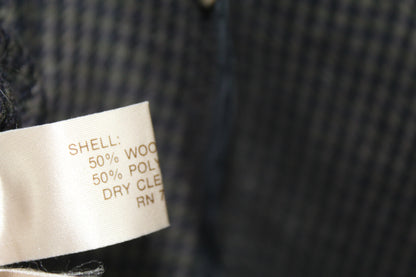 SHELL:
50% WOO
50% POLY
DRY CLE
RN 7